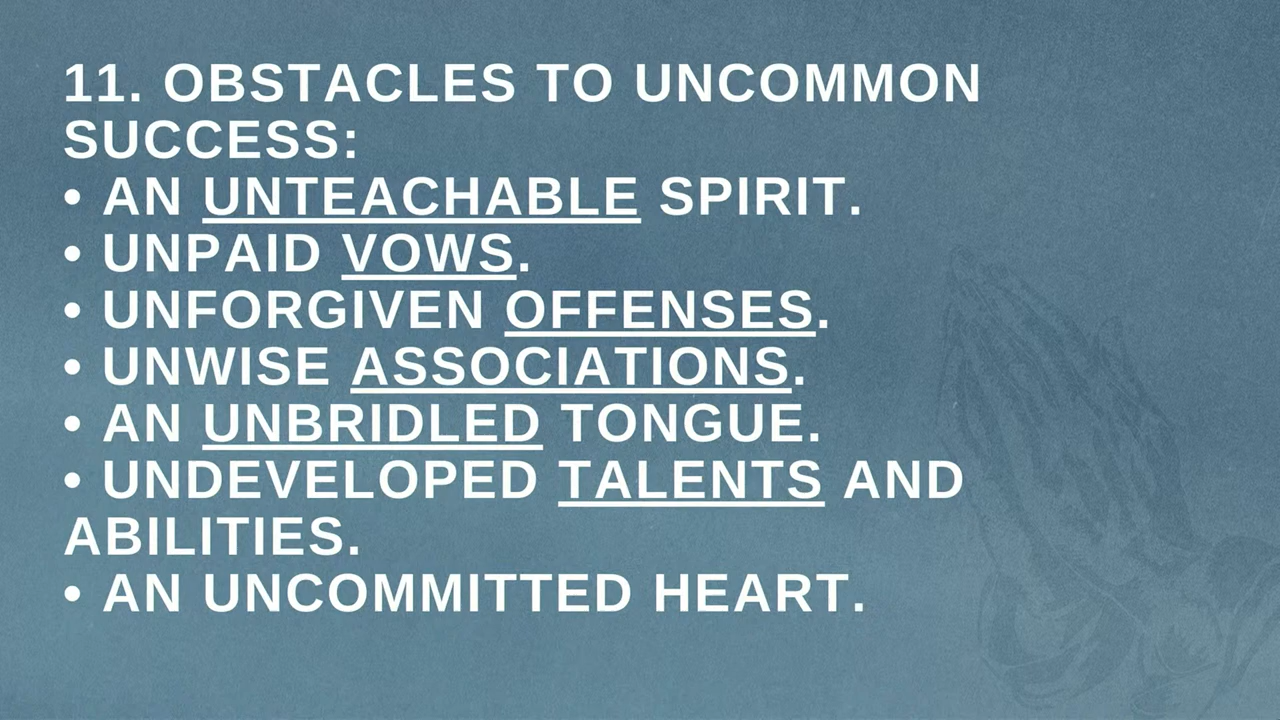 11. OBSTACLES TO UNCOMMON
SUCCESS:
• AN UNTEACHABLE SPIRIT.
• UNPAID VOWS.
• UNFORGIVEN OFFENSES.
• UNWISE ASSOCIATIONS.
• AN UNBRIDLED TONGUE.
• UNDEVELOPED TALENTS AND
ABILITIES.
• AN UNCOMMITTED HEART.